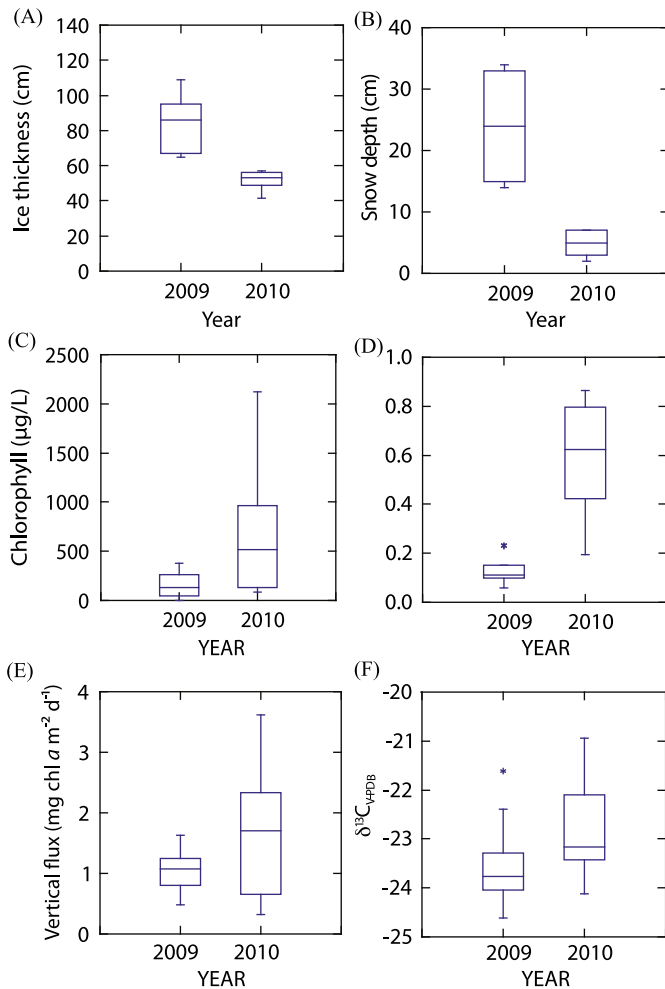 (A)
140
120
100
80
60
40
20
0
Ice thickness (cm)
2009 2010
Year
(B)
40
30
20
10
0
Snow depth (cm)
2009 2010
Year
(C)
2500
2000
1500
1000
500
0
Chlorophyll (µg/L)
2009 2010
YEAR
(D)
1.0
0.8
0.6
0.4
0.2
0.0
2009 2010
YEAR
(E)
4
3
2
1
0
Vertical flux (mg chl a m⁻² d⁻¹)
2009 2010
YEAR
(F)
-20
-21
-22
-23
-24
-25
δ¹³C V-PDB
2009 2010
YEAR